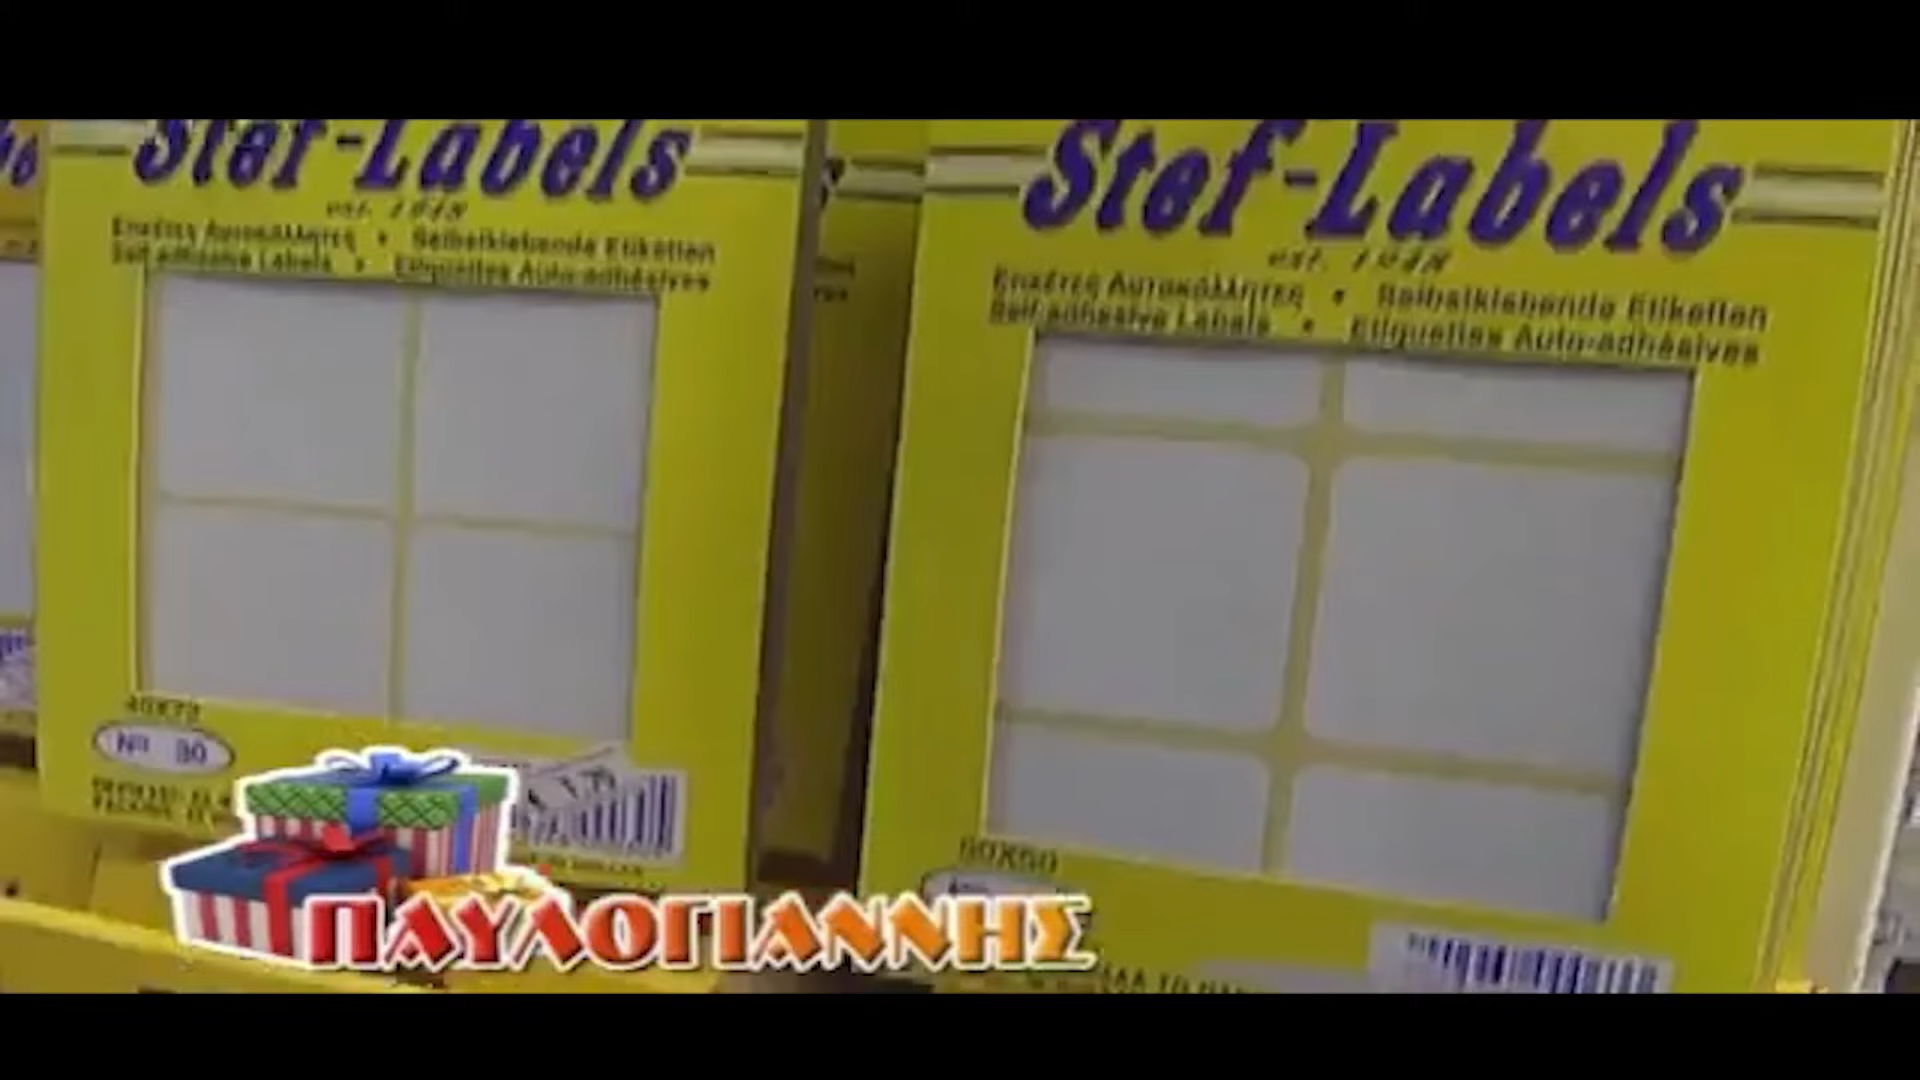 Stef-Labels
est. 1948
Ετικέτες Αυτοκόλλητες • Selbstklebende Etiketten
Self adhesive Labels • Etiquettes Auto-adhésives
40X72
Nº 30
Stef-Labels
est. 1948
Ετικέτες Αυτοκόλλητες • Selbstklebende Etiketten
Self adhesive Labels • Etiquettes Auto-adhésives
ΠΑΥΛΟΓΙΑΝΝΗΣ